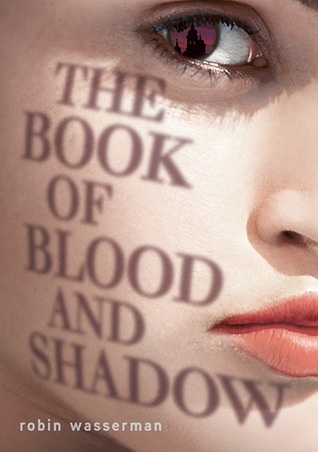 THE
BOOK
OF
BLOOD
AND
SHADOW
robin wasserman